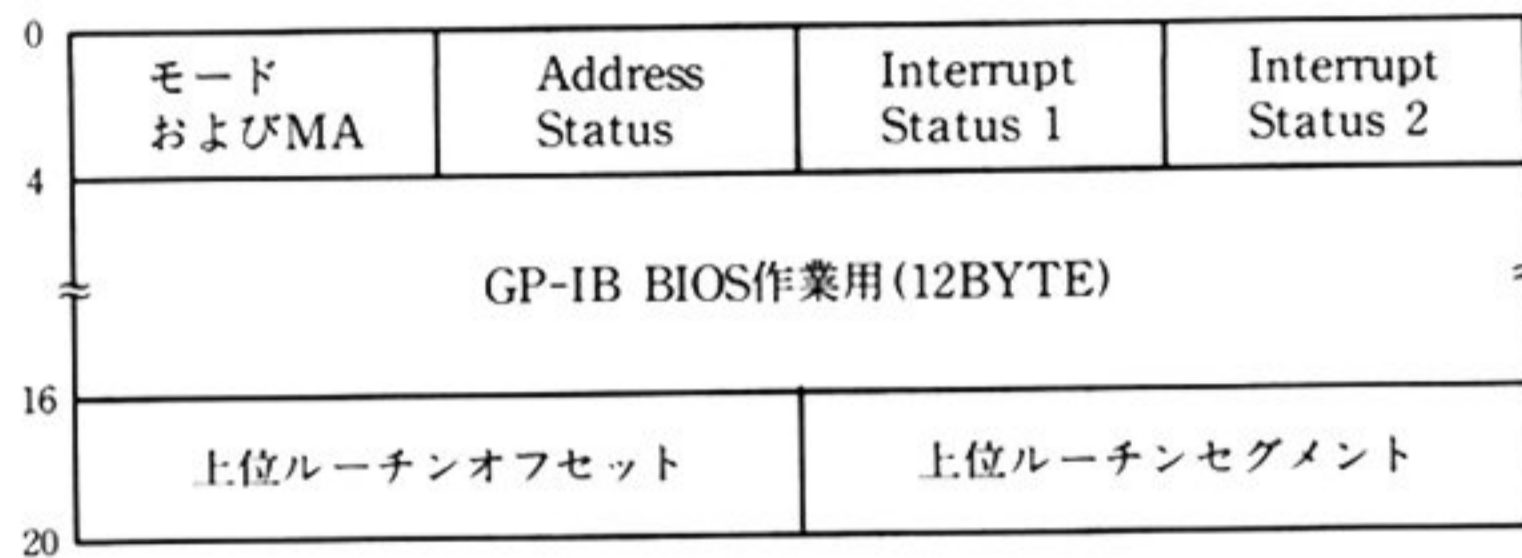 0
モード
およびMA
Address
Status
Interrupt
Status 1
Interrupt
Status 2
4
GP-IB BIOS作業用(12BYTE)
16
上位ルーチンオフセット
上位ルーチンセグメント
20